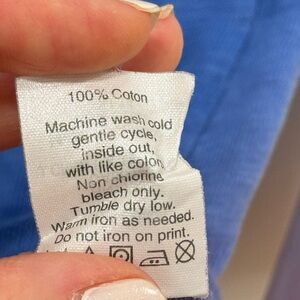 100% Coton
Machine wash cold
gentle cycle,
inside out,
with like colors
Non chlorine
bleach only.
Tumble dry low.
Warm iron as needed.
Do not iron on print.